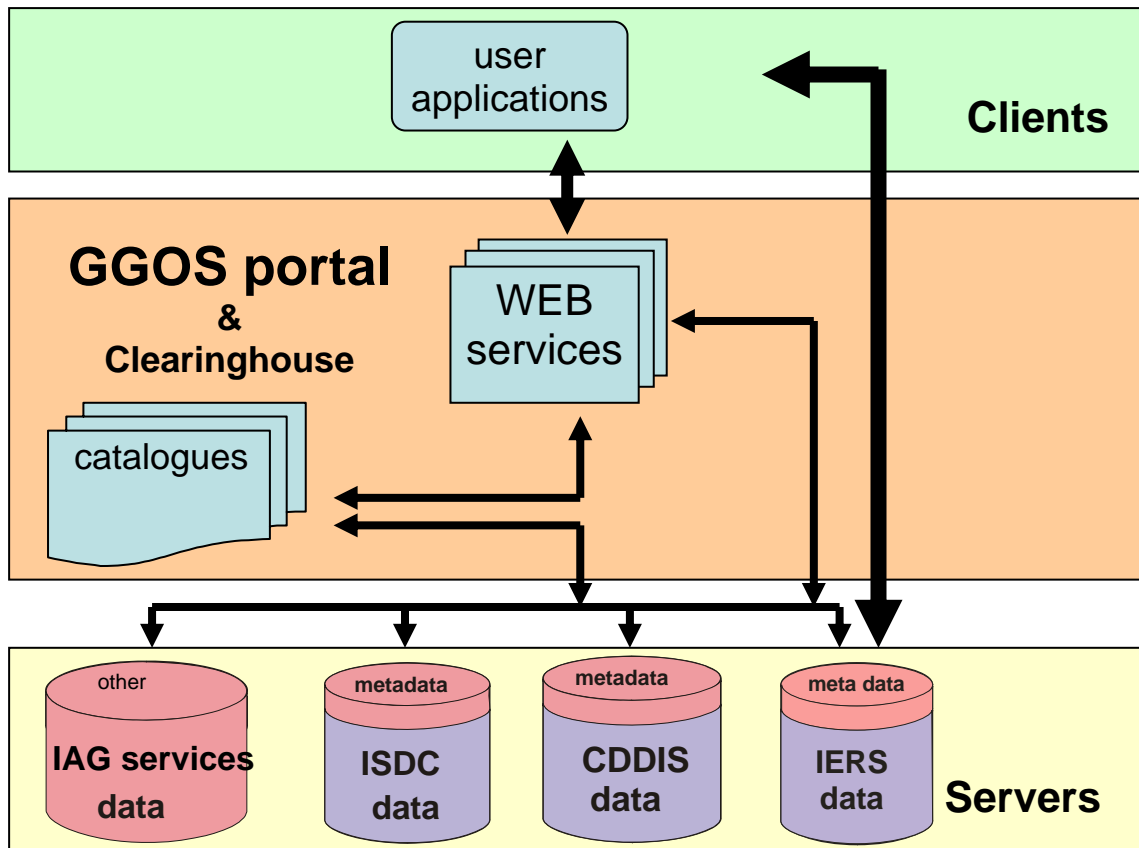 user
applications
Clients
GGOS portal
&
Clearinghouse
WEB
services
catalogues
other
IAG services
data
metadata
ISDC
data
metadata
CDDIS
data
meta data
IERS
data
Servers